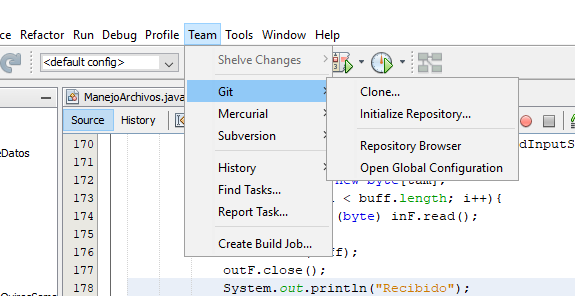 ce Refactor Run Debug Profile Team Tools Window Help
<default config>
Shelve Changes
Git
Mercurial
Subversion
History
Find Tasks...
Report Task...
Create Build Job...
Clone...
Initialize Repository...
Repository Browser
Open Global Configuration
ManejoArchivos.java
Source History
eDatos
170 dInputS
171
172 new byte[tam];
173 < buff.length; i++){
174 (byte) inF.read();
175
176 ff);
177 outF.close();
178 System.out.println("Recibido");